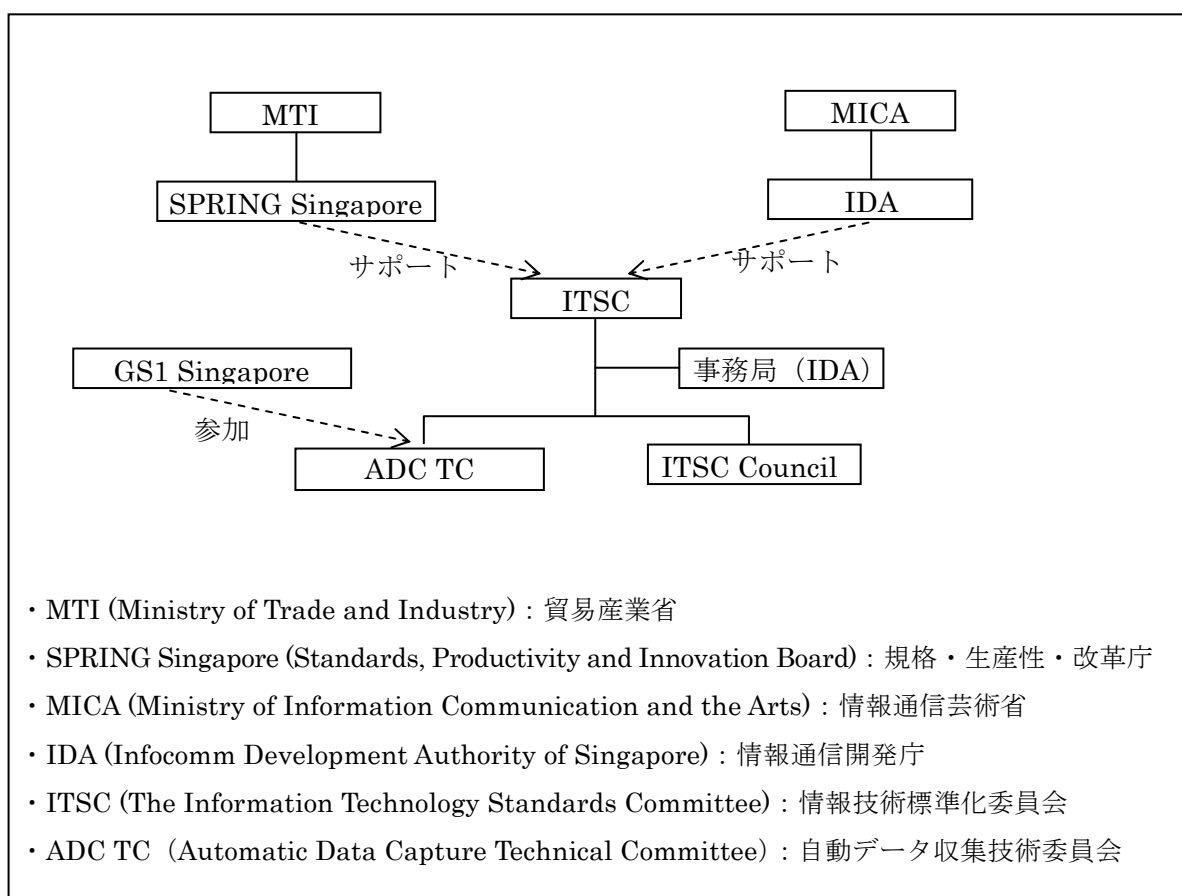 MTI
MICA
SPRING Singapore
IDA
サポート
サポート
ITSC
GS1 Singapore
事務局（IDA）
参加
ADC TC
ITSC Council
・MTI (Ministry of Trade and Industry)：貿易産業省
・SPRING Singapore (Standards, Productivity and Innovation Board)：規格・生産性・改革庁
・MICA (Ministry of Information Communication and the Arts)：情報通信芸術省
・IDA (Infocomm Development Authority of Singapore)：情報通信開発庁
・ITSC (The Information Technology Standards Committee)：情報技術標準化委員会
・ADC TC（Automatic Data Capture Technical Committee）：自動データ収集技術委員会